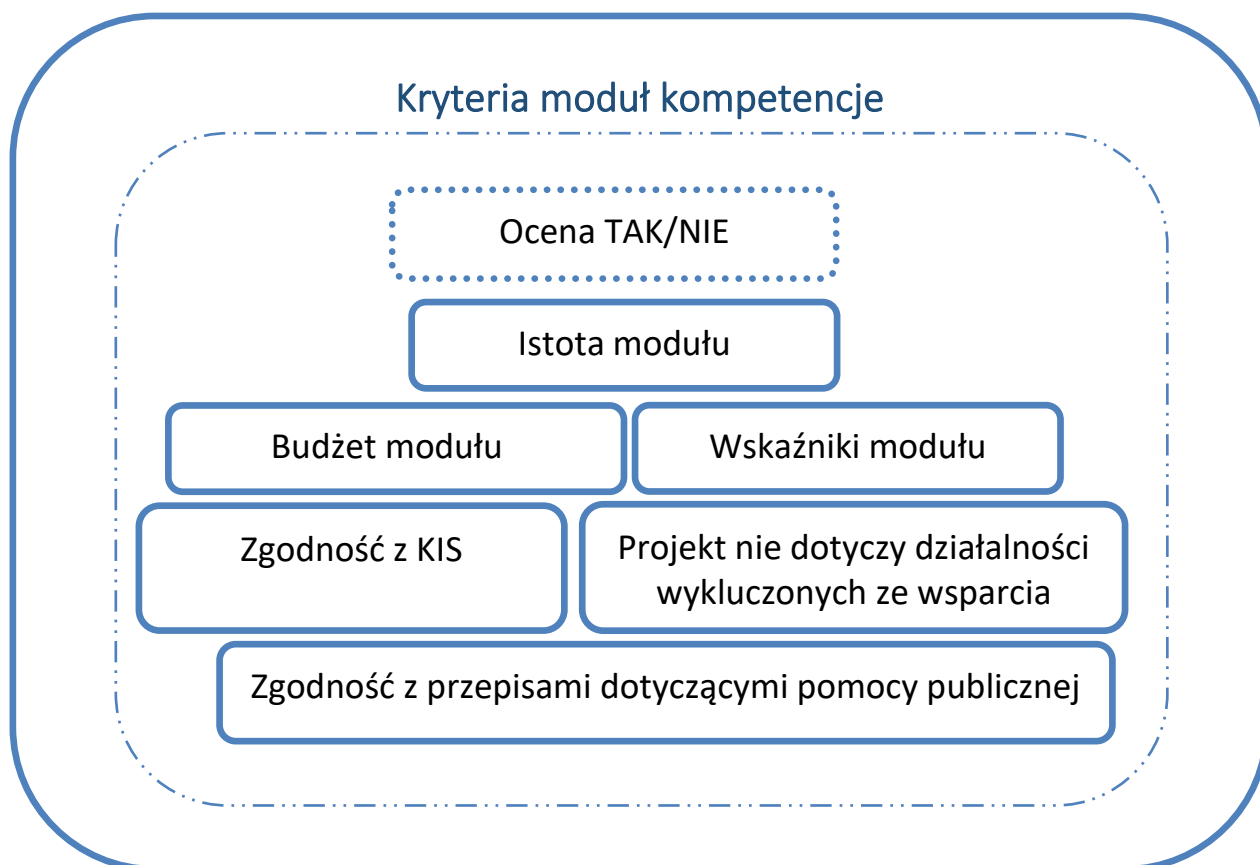 Kryteria moduł kompetencje
Ocena TAK/NIE
Istota modułu
Budżet modułu
Wskaźniki modułu
Zgodność z KIS
Projekt nie dotyczy działalności
wykluczonych ze wsparcia
Zgodność z przepisami dotyczącymi pomocy publicznej